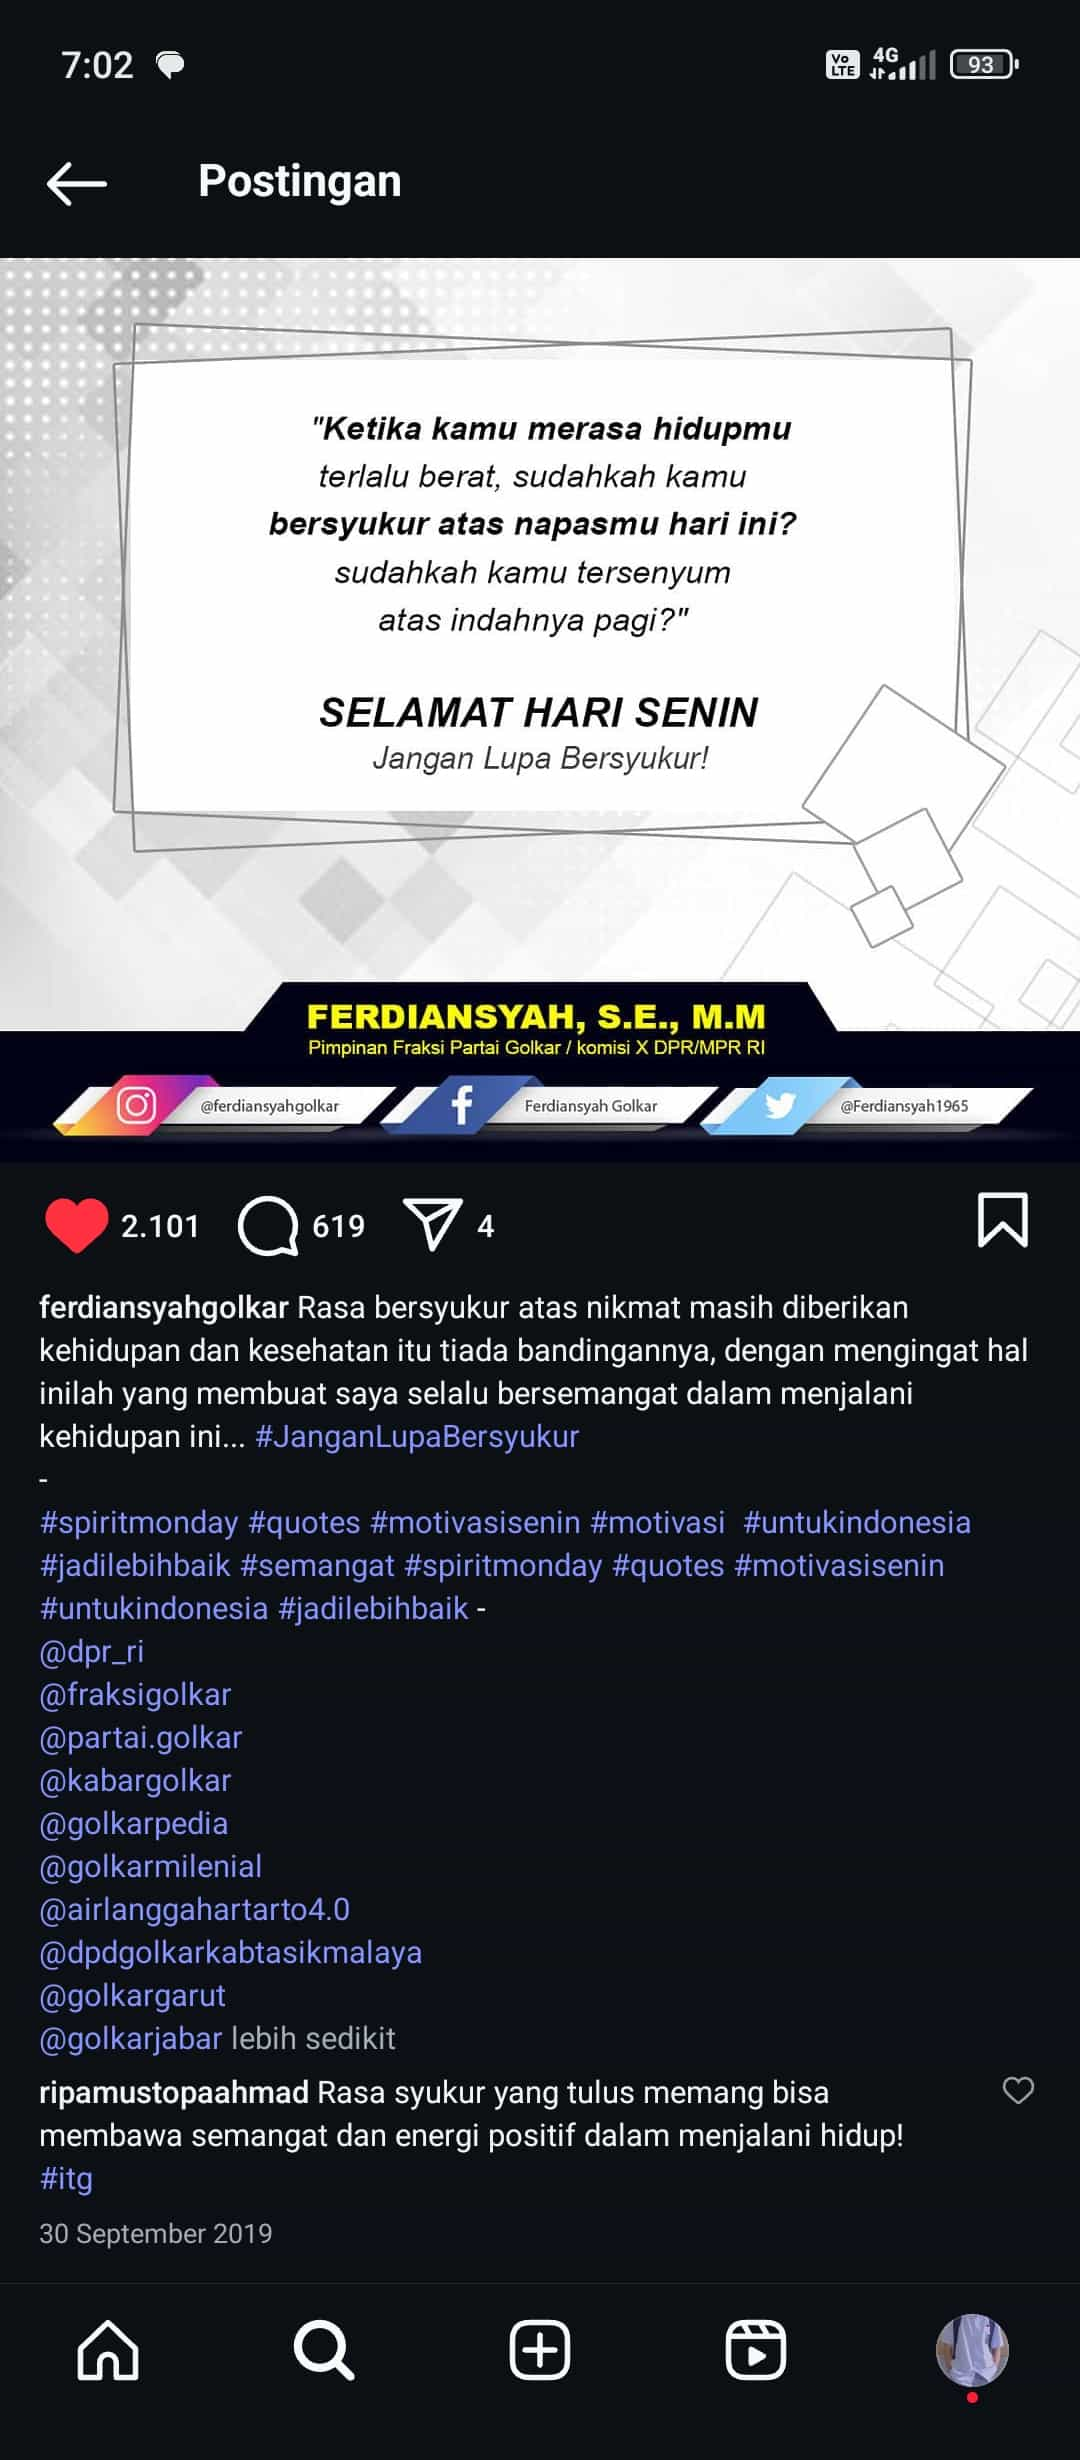 7:02
Vo LTE 4G 93
Postingan
"Ketika kamu merasa hidupmu
terlalu berat, sudahkah kamu
bersyukur atas napasmu hari ini?
sudahkah kamu tersenyum
atas indahnya pagi?"
SELAMAT HARI SENIN
Jangan Lupa Bersyukur!
FERDIANSYAH, S.E., M.M
Pimpinan Fraksi Partai Golkar / komisi X DPR/MPR RI
@ferdiansyahgolkar Ferdiansyah Golkar @Ferdiansyah1965
2.101 619 4
ferdiansyahgolkar Rasa bersyukur atas nikmat masih diberikan
kehidupan dan kesehatan itu tiada bandingannya, dengan mengingat hal
inilah yang membuat saya selalu bersemangat dalam menjalani
kehidupan ini... #JanganLupaBersyukur
-
#spiritmonday #quotes #motivasisenin #motivasi #untukindonesia
#jadilebihbaik #semangat #spiritmonday #quotes #motivasisenin
#untukindonesia #jadilebihbaik -
@dpr_ri
@fraksigolkar
@partai.golkar
@kabargolkar
@golkarpedia
@golkarmilenial
@airlanggahartarto4.0
@dpdgolkarkabtasikmalaya
@golkargarut
@golkarjabar lebih sedikit
ripamustopaahmad Rasa syukur yang tulus memang bisa
membawa semangat dan energi positif dalam menjalani hidup!
#itg
30 September 2019